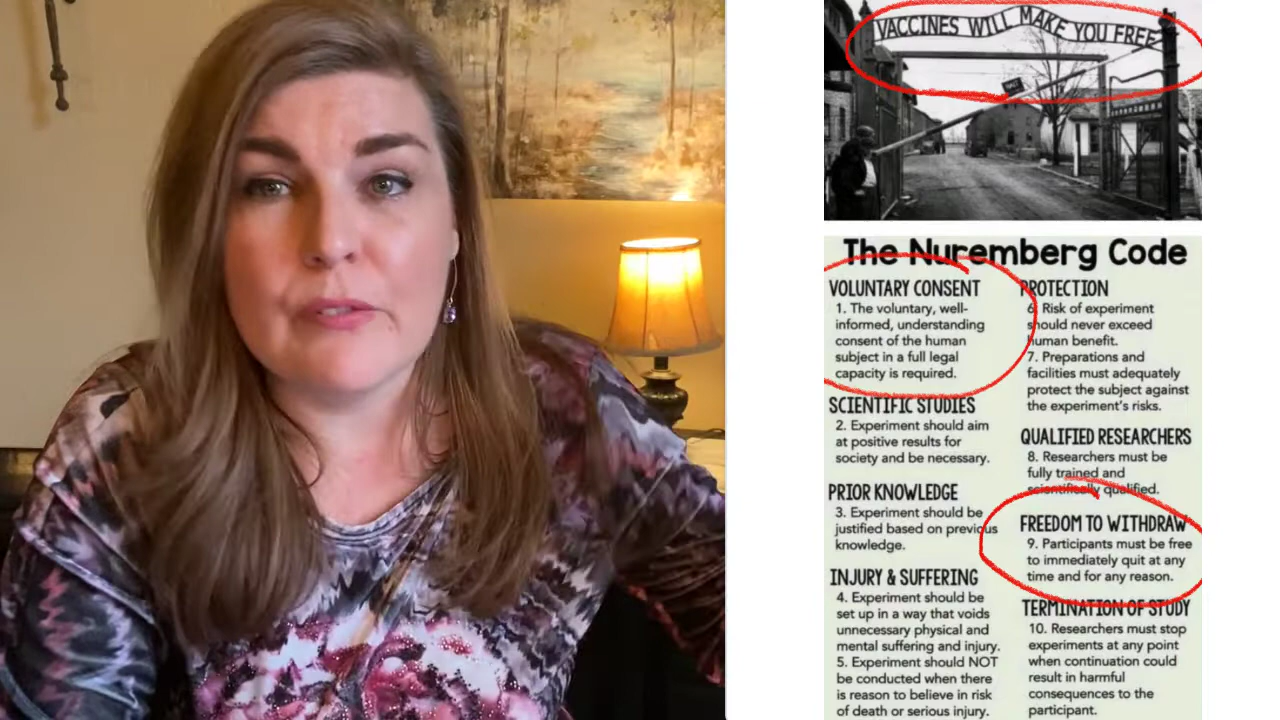 VACCINES WILL MAKE YOU FREE
The Nuremberg Code
VOLUNTARY CONSENT
1. The voluntary, well-
informed, understanding
consent of the human
subject in a full legal
capacity is required.
SCIENTIFIC STUDIES
2. Experiment should aim
at positive results for
society and be necessary.
PRIOR KNOWLEDGE
3. Experiment should be
justified based on previous
knowledge.
INJURY & SUFFERING
4. Experiment should be
set up in a way that voids
unnecessary physical and
mental suffering and injury.
5. Experiment should NOT
be conducted when there
is reason to believe in risk
of death or serious injury.
PROTECTION
6. Risk of experiment
should never exceed
human benefit.
7. Preparations and
facilities must adequately
protect the subject against
the experiment's risks.
QUALIFIED RESEARCHERS
8. Researchers must be
fully trained and
scientifically qualified.
FREEDOM TO WITHDRAW
9. Participants must be free
to immediately quit at any
time and for any reason.
TERMINATION OF STUDY
10. Researchers must stop
experiments at any point
when continuation could
result in harmful
consequences to the
participant.